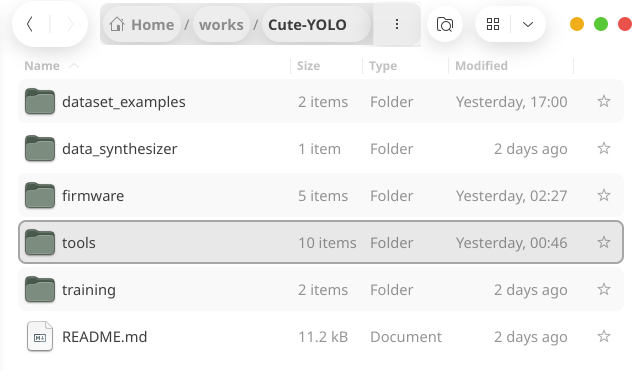 Home / works / Cute-YOLO
Name Size Type Modified
dataset_examples 2 items Folder Yesterday, 17:00
data_synthesizer 1 item Folder 2 days ago
firmware 5 items Folder Yesterday, 02:27
tools 10 items Folder Yesterday, 00:46
training 2 items Folder 2 days ago
README.md 11.2 kB Document 2 days ago